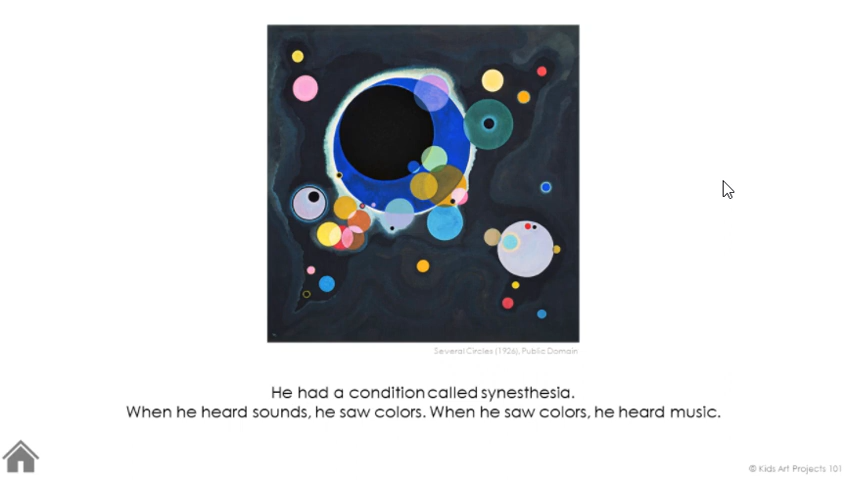 Several Circles (1926), Public Domain
He had a condition called synesthesia.
When he heard sounds, he saw colors. When he saw colors, he heard music.
© Kids Art Projects 101